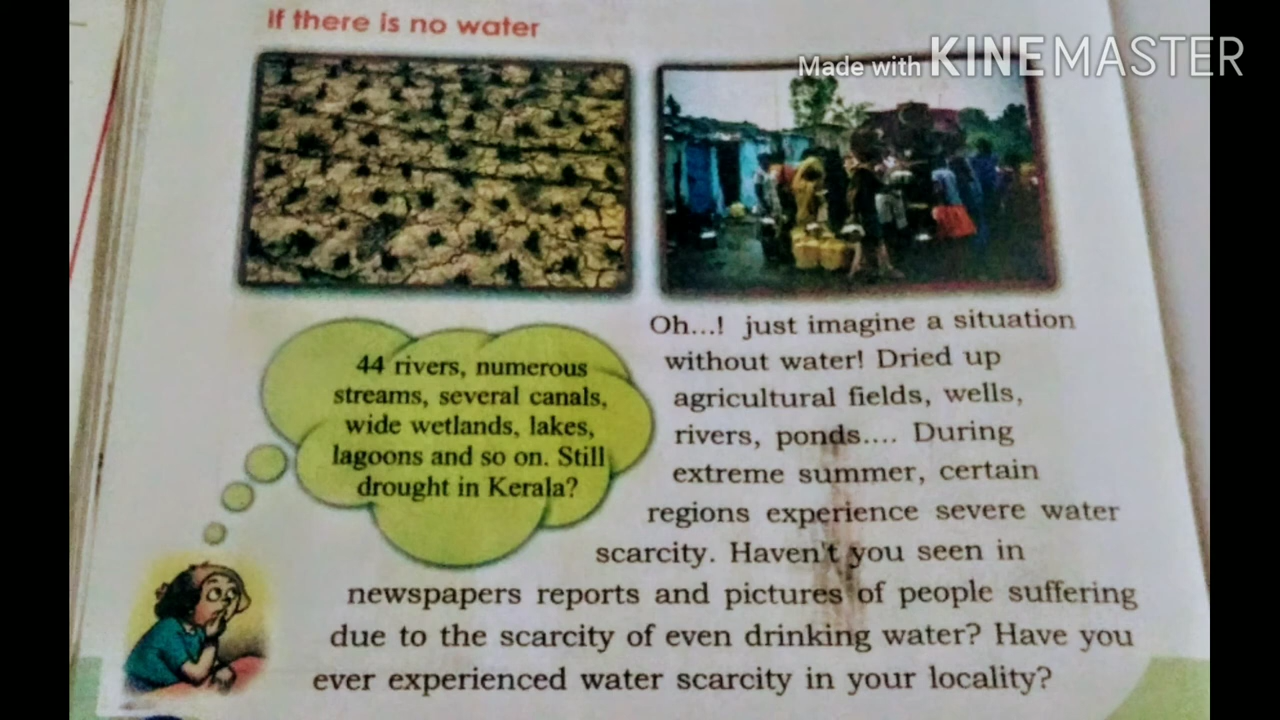 If there is no water
Made with KINEMASTER
44 rivers, numerous
streams, several canals,
wide wetlands, lakes,
lagoons and so on. Still
drought in Kerala?
Oh...! just imagine a situation
without water! Dried up
agricultural fields, wells,
rivers, ponds.... During
extreme summer, certain
regions experience severe water
scarcity. Haven't you seen in
newspapers reports and pictures of people suffering
due to the scarcity of even drinking water? Have you
ever experienced water scarcity in your locality?